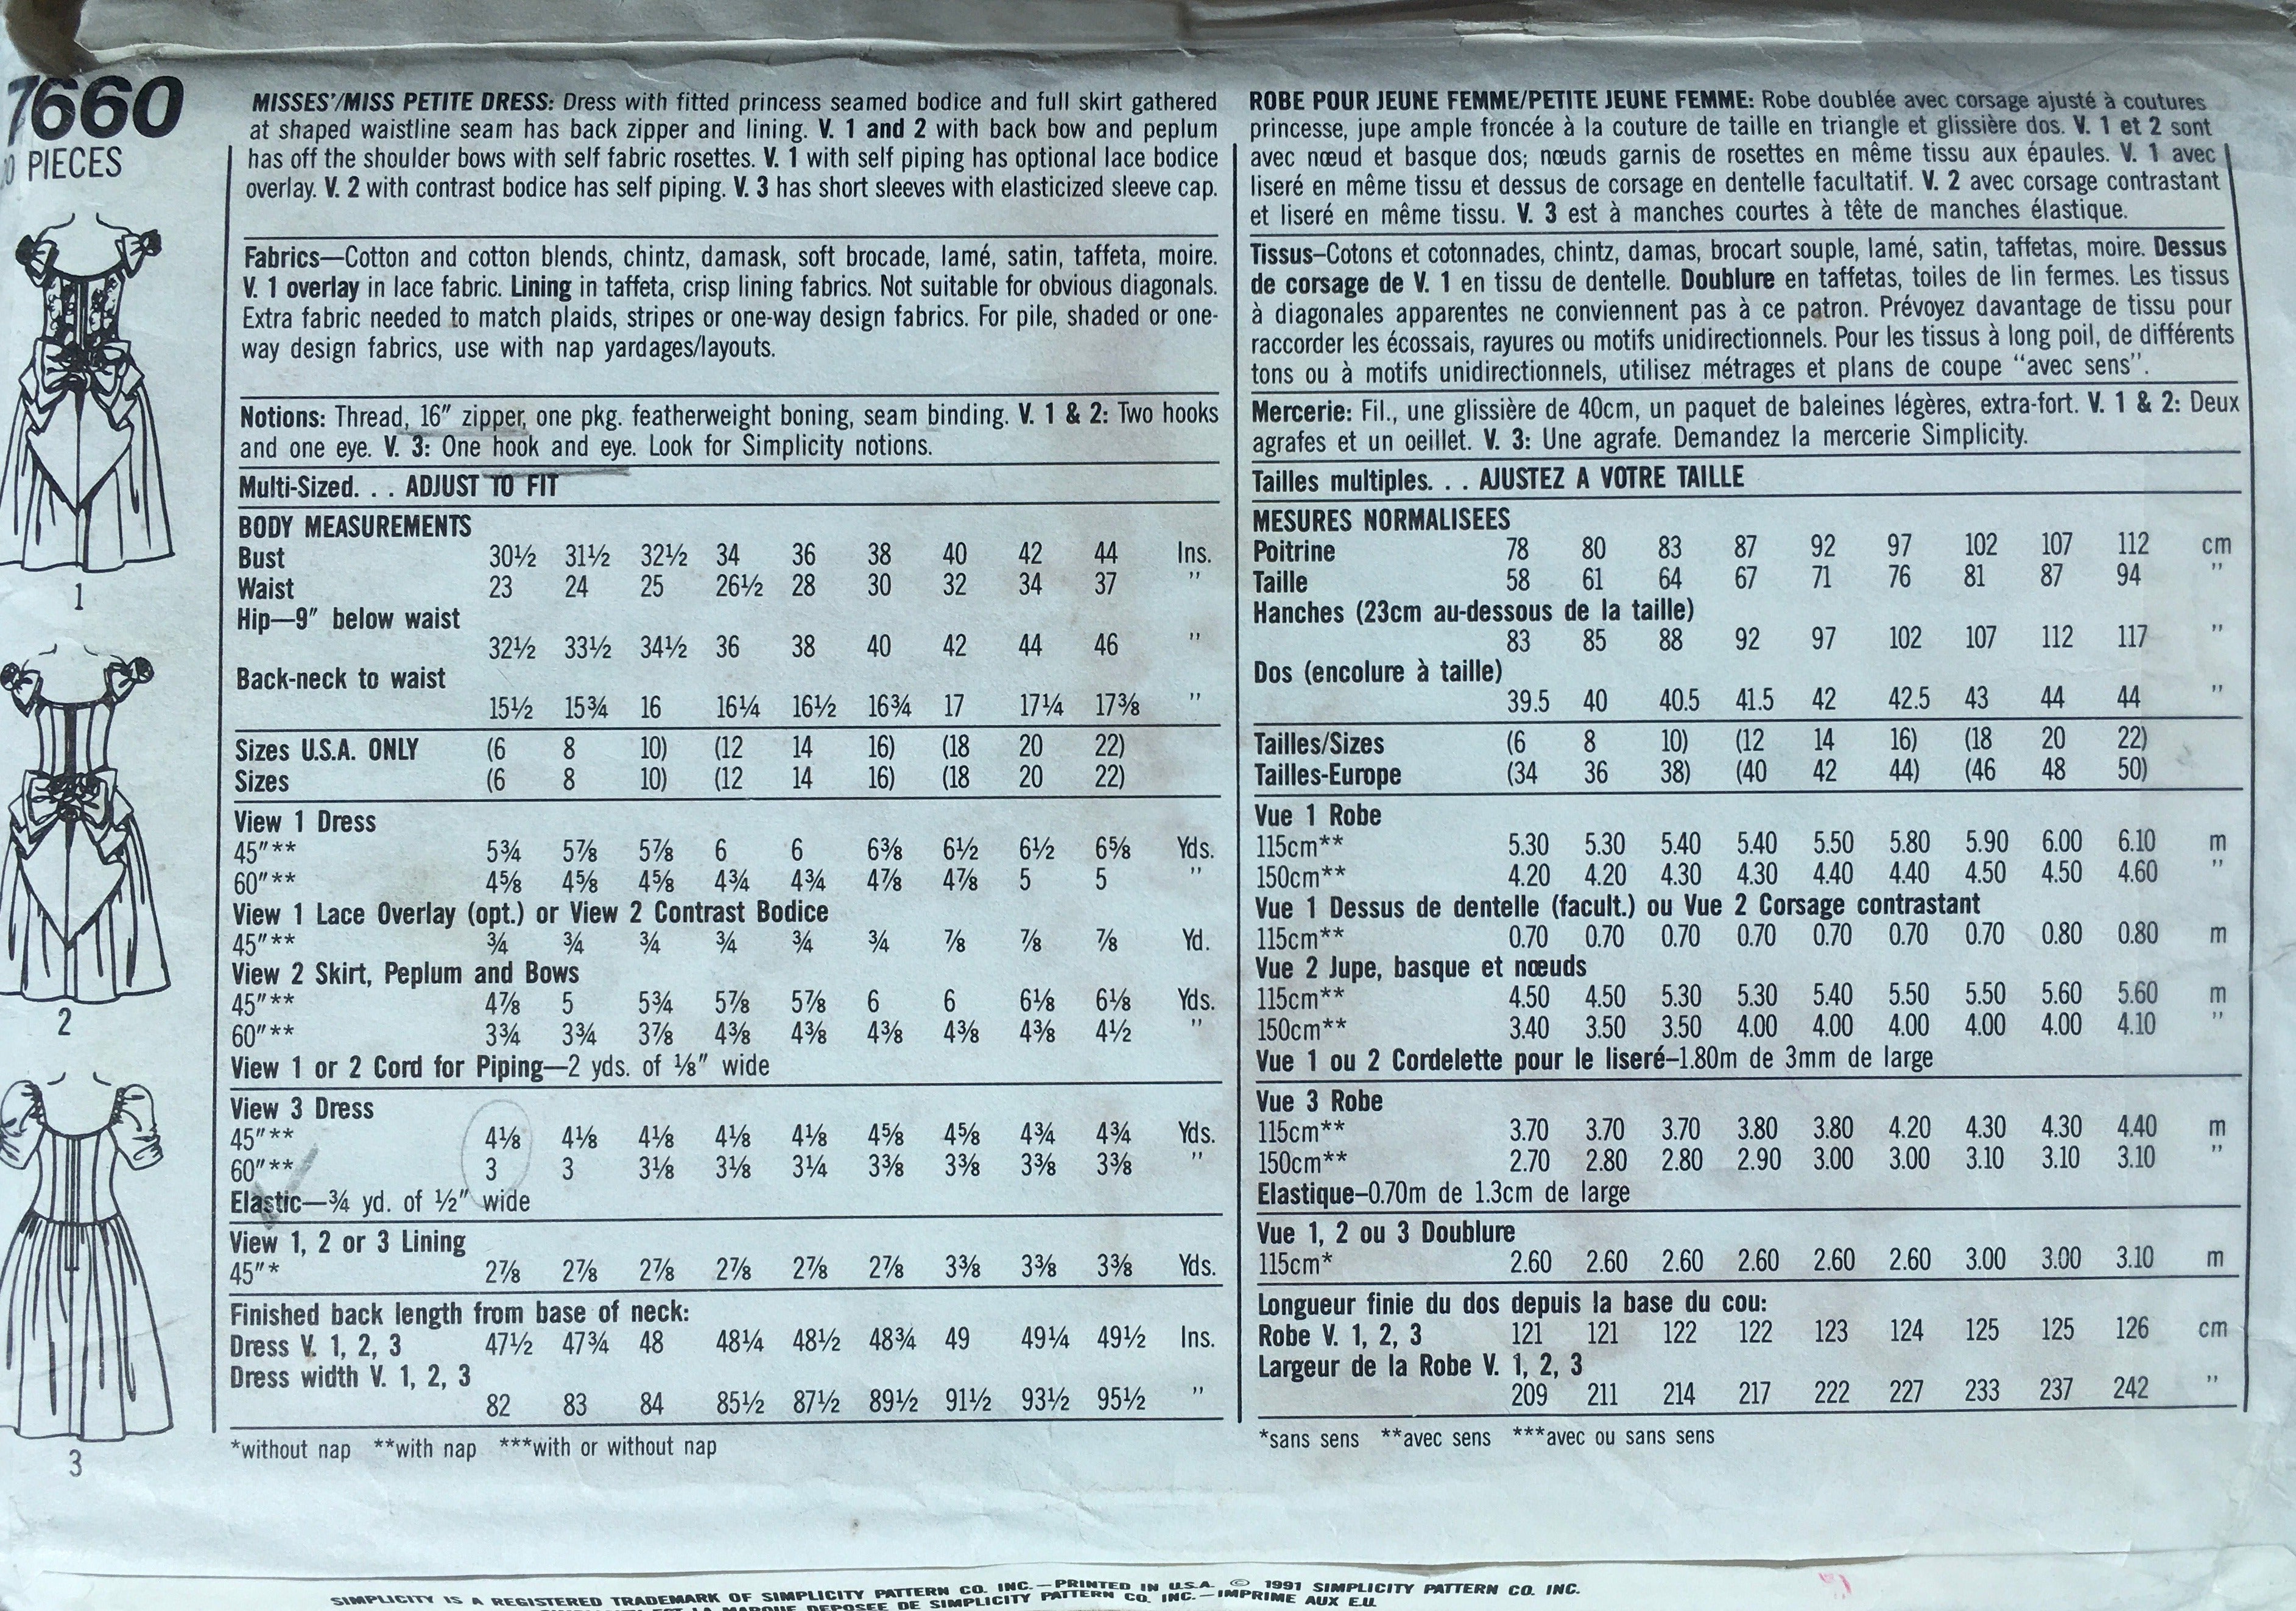 7660
0 PIECES
1
2
3
MISSES'/MISS PETITE DRESS: Dress with fitted princess seamed bodice and full skirt gathered
at shaped waistline seam has back zipper and lining. V. 1 and 2 with back bow and peplum
has off the shoulder bows with self fabric rosettes. V. 1 with self piping has optional lace bodice
overlay. V. 2 with contrast bodice has self piping. V. 3 has short sleeves with elasticized sleeve cap.
Fabrics—Cotton and cotton blends, chintz, damask, soft brocade, lamé, satin, taffeta, moire.
V. 1 overlay in lace fabric. Lining in taffeta, crisp lining fabrics. Not suitable for obvious diagonals.
Extra fabric needed to match plaids, stripes or one-way design fabrics. For pile, shaded or one-
way design fabrics, use with nap yardages/layouts.
Notions: Thread, 16" zipper, one pkg. featherweight boning, seam binding. V. 1 & 2: Two hooks
and one eye. V. 3: One hook and eye. Look for Simplicity notions.
Multi-Sized. . . ADJUST TO FIT
BODY MEASUREMENTS
Bust 30½ 31½ 32½ 34 36 38 40 42 44 Ins.
Waist 23 24 25 26½ 28 30 32 34 37 "
Hip—9" below waist
32½ 33½ 34½ 36 38 40 42 44 46 "
Back-neck to waist
15½ 15¾ 16 16¼ 16½ 16¾ 17 17¼ 17⅜ "
Sizes U.S.A. ONLY (6 8 10) (12 14 16) (18 20 22)
Sizes (6 8 10) (12 14 16) (18 20 22)
View 1 Dress
45"** 5¾ 5⅞ 5⅞ 6 6 6⅜ 6½ 6½ 6⅝ Yds.
60"** 4⅝ 4⅝ 4⅝ 4¾ 4¾ 4⅞ 4⅞ 5 5 "
View 1 Lace Overlay (opt.) or View 2 Contrast Bodice
45"** ¾ ¾ ¾ ¾ ¾ ¾ ⅞ ⅞ ⅞ Yd.
View 2 Skirt, Peplum and Bows
45"** 4⅞ 5 5¾ 5⅞ 5⅞ 6 6 6⅛ 6⅛ Yds.
60"** 3¾ 3¾ 3⅞ 4⅜ 4⅜ 4⅜ 4⅜ 4⅜ 4½ "
View 1 or 2 Cord for Piping—2 yds. of ⅛" wide
View 3 Dress
45"** 4⅛ 4⅛ 4⅛ 4⅛ 4⅛ 4⅝ 4⅝ 4¾ 4¾ Yds.
60"** 3 3 3⅛ 3⅛ 3¼ 3⅜ 3⅜ 3⅜ 3⅜ "
Elastic—¾ yd. of ½" wide
View 1, 2 or 3 Lining
45"* 2⅞ 2⅞ 2⅞ 2⅞ 2⅞ 2⅞ 3⅜ 3⅜ 3⅜ Yds.
Finished back length from base of neck:
Dress V. 1, 2, 3 47½ 47¾ 48 48¼ 48½ 48¾ 49 49¼ 49½ Ins.
Dress width V. 1, 2, 3
82 83 84 85½ 87½ 89½ 91½ 93½ 95½ "
*without nap **with nap ***with or without nap
ROBE POUR JEUNE FEMME/PETITE JEUNE FEMME: Robe doublée avec corsage ajusté à coutures
princesse, jupe ample froncée à la couture de taille en triangle et glissière dos. V. 1 et 2 sont
avec nœud et basque dos; nœuds garnis de rosettes en même tissu aux épaules. V. 1 avec
liseré en même tissu et dessus de corsage en dentelle facultatif. V. 2 avec corsage contrastant
et liseré en même tissu. V. 3 est à manches courtes à tête de manches élastique.
Tissus—Cotons et cotonnades, chintz, damas, brocart souple, lamé, satin, taffetas, moire. Dessus
de corsage de V. 1 en tissu de dentelle. Doublure en taffetas, toiles de lin fermes. Les tissus
à diagonales apparentes ne conviennent pas à ce patron. Prévoyez davantage de tissu pour
raccorder les écossais, rayures ou motifs unidirectionnels. Pour les tissus à long poil, de différents
tons ou à motifs unidirectionnels, utilisez métrages et plans de coupe "avec sens".
Mercerie: Fil., une glissière de 40cm, un paquet de baleines légères, extra-fort. V. 1 & 2: Deux
agrafes et un oeillet. V. 3: Une agrafe. Demandez la mercerie Simplicity.
Tailles multiples. . . AJUSTEZ A VOTRE TAILLE
MESURES NORMALISEES
Poitrine 78 80 83 87 92 97 102 107 112 cm
Taille 58 61 64 67 71 76 81 87 94 "
Hanches (23cm au-dessous de la taille)
83 85 88 92 97 102 107 112 117 "
Dos (encolure à taille)
39.5 40 40.5 41.5 42 42.5 43 44 44 "
Tailles/Sizes (6 8 10) (12 14 16) (18 20 22)
Tailles-Europe (34 36 38) (40 42 44) (46 48 50)
Vue 1 Robe
115cm** 5.30 5.30 5.40 5.40 5.50 5.80 5.90 6.00 6.10 m
150cm** 4.20 4.20 4.30 4.30 4.40 4.40 4.50 4.50 4.60 "
Vue 1 Dessus de dentelle (facult.) ou Vue 2 Corsage contrastant
115cm** 0.70 0.70 0.70 0.70 0.70 0.70 0.70 0.80 0.80 m
Vue 2 Jupe, basque et nœuds
115cm** 4.50 4.50 5.30 5.30 5.40 5.50 5.50 5.60 5.60 m
150cm** 3.40 3.50 3.50 4.00 4.00 4.00 4.00 4.00 4.10 "
Vue 1 ou 2 Cordelette pour le liseré—1.80m de 3mm de large
Vue 3 Robe
115cm** 3.70 3.70 3.70 3.80 3.80 4.20 4.30 4.30 4.40 m
150cm** 2.70 2.80 2.80 2.90 3.00 3.00 3.10 3.10 3.10 "
Elastique—0.70m de 1.3cm de large
Vue 1, 2 ou 3 Doublure
115cm* 2.60 2.60 2.60 2.60 2.60 2.60 3.00 3.00 3.10 m
Longueur finie du dos depuis la base du cou:
Robe V. 1, 2, 3 121 121 122 122 123 124 125 125 126 cm
Largeur de la Robe V. 1, 2, 3
209 211 214 217 222 227 233 237 242 "
*sans sens **avec sens ***avec ou sans sens
SIMPLICITY IS A REGISTERED TRADEMARK OF SIMPLICITY PATTERN CO. INC.—PRINTED IN U.S.A. © 1991 SIMPLICITY PATTERN CO. INC.
SIMPLICITY EST LA MARQUE DEPOSEE DE SIMPLICITY PATTERN CO. INC.—IMPRIME AUX E.U.